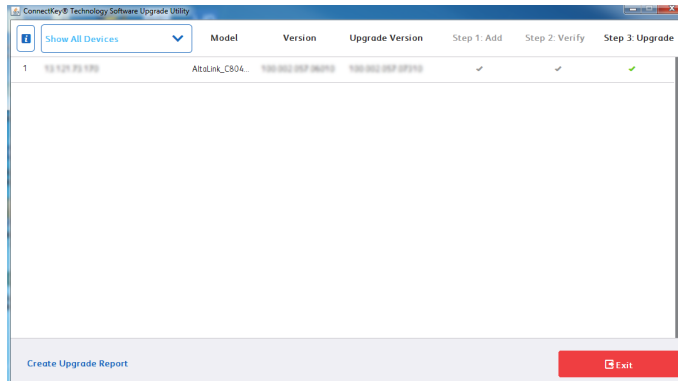 ConnectKey® Technology Software Upgrade Utility
Show All Devices Model Version Upgrade Version Step 1: Add Step 2: Verify Step 3: Upgrade
1 AltaLink_C804...
Create Upgrade Report Exit